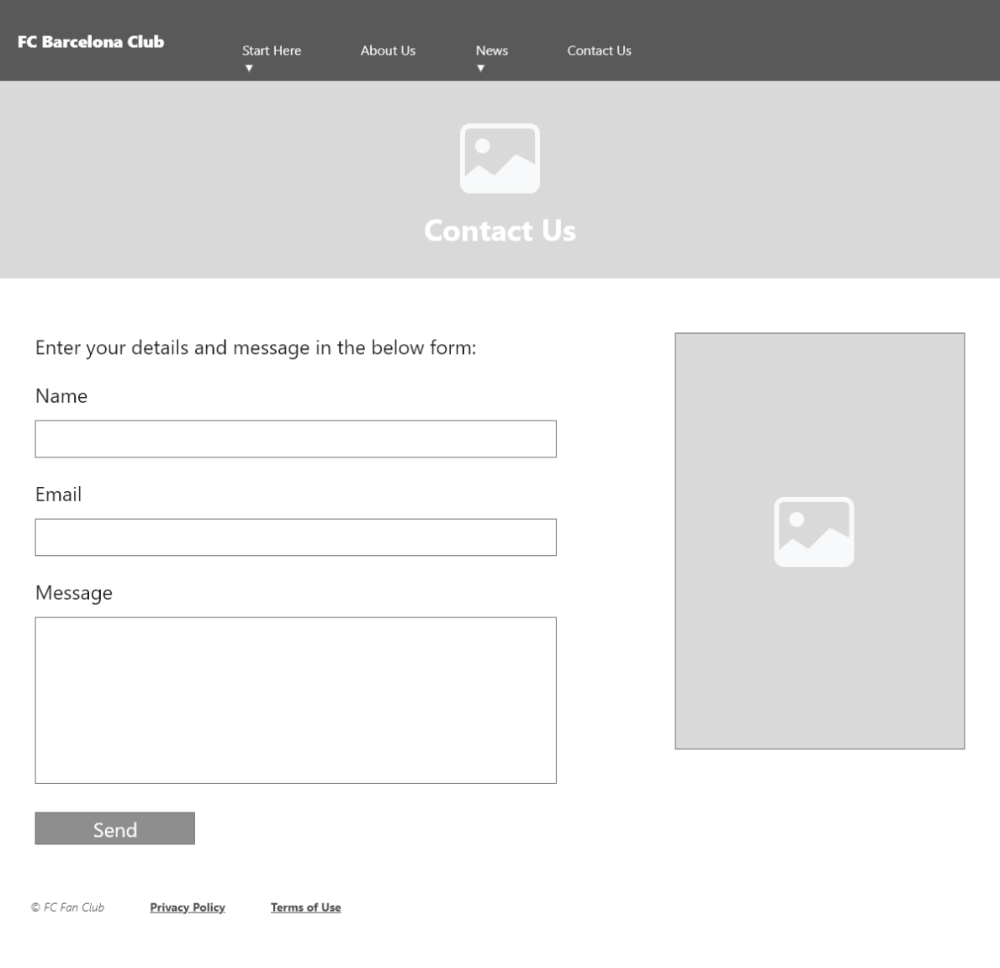 FC Barcelona Club
Start Here
▼
About Us
News
▼
Contact Us
Contact Us
Enter your details and message in the below form:
Name
Email
Message
Send
© FC Fan Club
Privacy Policy
Terms of Use